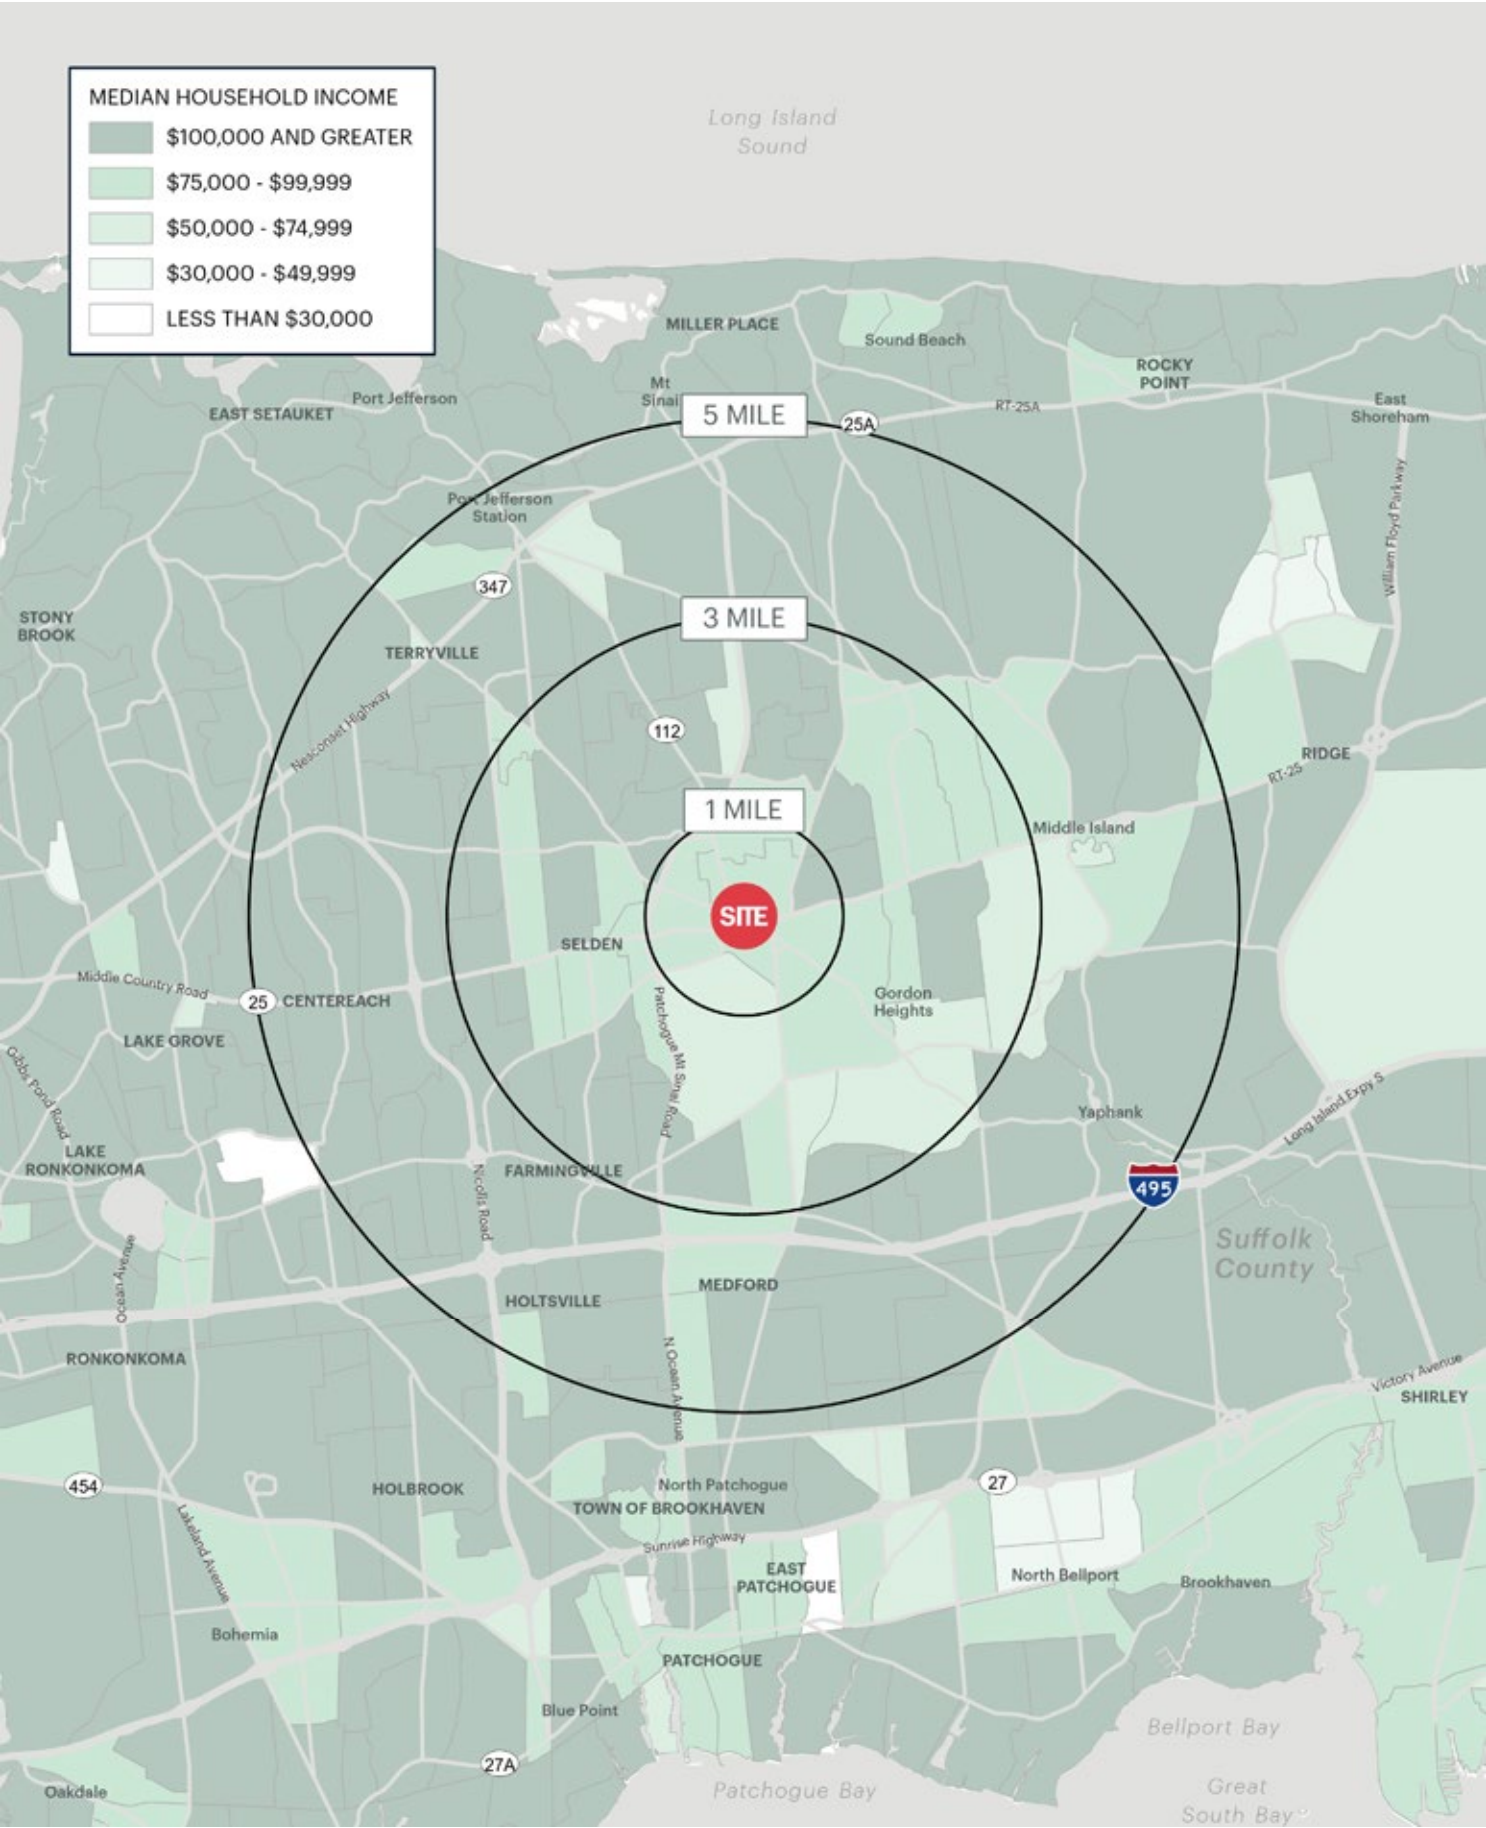 MEDIAN HOUSEHOLD INCOME
$100,000 AND GREATER
$75,000 - $99,999
$50,000 - $74,999
$30,000 - $49,999
LESS THAN $30,000
Long Island
Sound
MILLER PLACE
Sound Beach
ROCKY
POINT
Mt
Sinai
Port Jefferson
EAST SETAUKET
East
Shoreham
RT-25A
5 MILE
25A
William Floyd Parkway
Port Jefferson
Station
347
STONY
BROOK
3 MILE
TERRYVILLE
Nesconset Highway
112
RIDGE
RT-25
1 MILE
Middle Island
SITE
SELDEN
Middle Country Road
25
CENTEREACH
Gordon
Heights
LAKE GROVE
Patchogue Mt Sinai Road
Gibbs Pond Road
Yaphank
Long Island Expy S
LAKE
RONKONKOMA
FARMINGVILLE
Nicolls Road
495
Suffolk
County
Ocean Avenue
MEDFORD
HOLTSVILLE
RONKONKOMA
N Ocean Avenue
Victory Avenue
SHIRLEY
454
HOLBROOK
North Patchogue
27
TOWN OF BROOKHAVEN
Lakeland Avenue
Sunrise Highway
EAST
PATCHOGUE
North Bellport
Brookhaven
Bohemia
PATCHOGUE
Blue Point
Bellport Bay
27A
Oakdale
Patchogue Bay
Great
South Bay